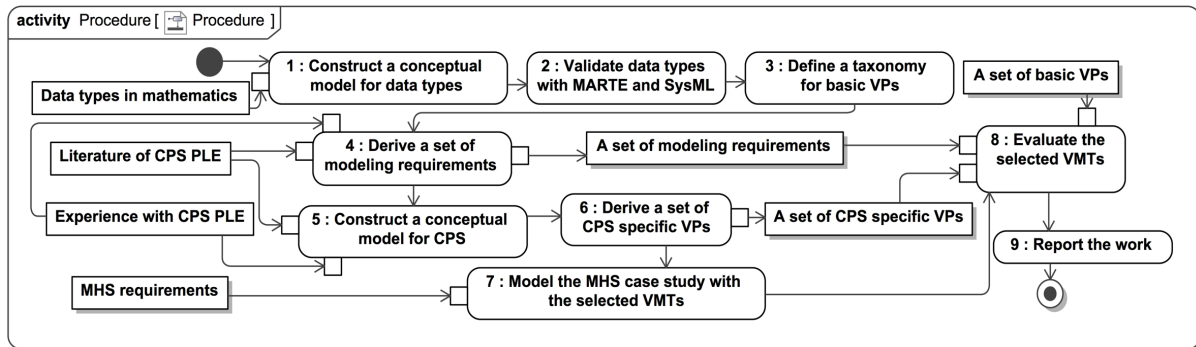 activity Procedure [ Procedure ]
1 : Construct a conceptual
model for data types
2 : Validate data types
with MARTE and SysML
3 : Define a taxonomy
for basic VPs
A set of basic VPs
Data types in mathematics
Literature of CPS PLE
4 : Derive a set of
modeling requirements
A set of modeling requirements
8 : Evaluate the
selected VMTs
Experience with CPS PLE
5 : Construct a conceptual
model for CPS
6 : Derive a set of
CPS specific VPs
A set of CPS specific VPs
9 : Report the work
MHS requirements
7 : Model the MHS case study with
the selected VMTs